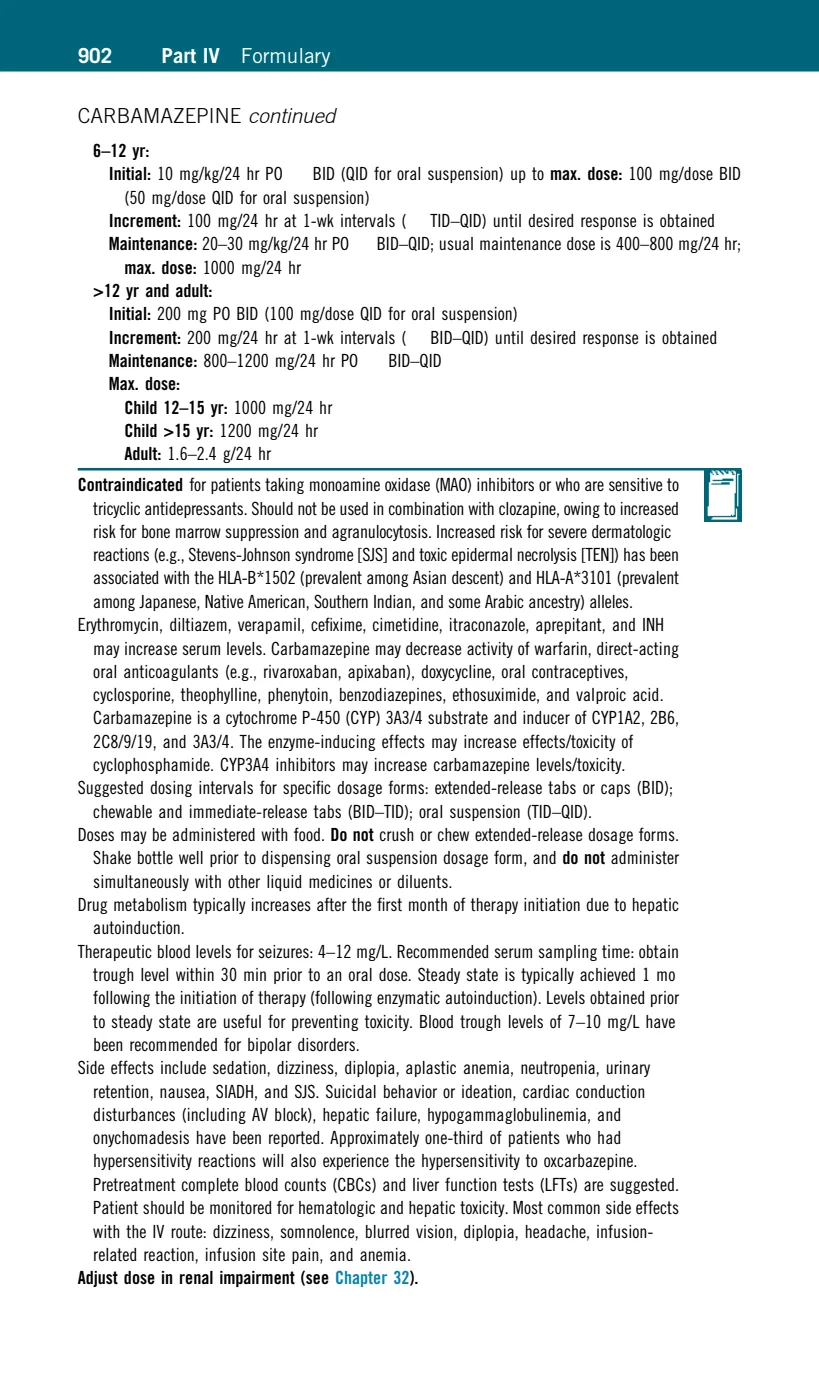 902 Part IV Formulary
CARBAMAZEPINE continued
6–12 yr:
Initial: 10 mg/kg/24 hr PO BID (QID for oral suspension) up to max. dose: 100 mg/dose BID
(50 mg/dose QID for oral suspension)
Increment: 100 mg/24 hr at 1-wk intervals ( TID–QID) until desired response is obtained
Maintenance: 20–30 mg/kg/24 hr PO BID–QID; usual maintenance dose is 400–800 mg/24 hr;
max. dose: 1000 mg/24 hr
>12 yr and adult:
Initial: 200 mg PO BID (100 mg/dose QID for oral suspension)
Increment: 200 mg/24 hr at 1-wk intervals ( BID–QID) until desired response is obtained
Maintenance: 800–1200 mg/24 hr PO BID–QID
Max. dose:
Child 12–15 yr: 1000 mg/24 hr
Child >15 yr: 1200 mg/24 hr
Adult: 1.6–2.4 g/24 hr
Contraindicated for patients taking monoamine oxidase (MAO) inhibitors or who are sensitive to
tricyclic antidepressants. Should not be used in combination with clozapine, owing to increased
risk for bone marrow suppression and agranulocytosis. Increased risk for severe dermatologic
reactions (e.g., Stevens-Johnson syndrome [SJS] and toxic epidermal necrolysis [TEN]) has been
associated with the HLA-B*1502 (prevalent among Asian descent) and HLA-A*3101 (prevalent
among Japanese, Native American, Southern Indian, and some Arabic ancestry) alleles.
Erythromycin, diltiazem, verapamil, cefixime, cimetidine, itraconazole, aprepitant, and INH
may increase serum levels. Carbamazepine may decrease activity of warfarin, direct-acting
oral anticoagulants (e.g., rivaroxaban, apixaban), doxycycline, oral contraceptives,
cyclosporine, theophylline, phenytoin, benzodiazepines, ethosuximide, and valproic acid.
Carbamazepine is a cytochrome P-450 (CYP) 3A3/4 substrate and inducer of CYP1A2, 2B6,
2C8/9/19, and 3A3/4. The enzyme-inducing effects may increase effects/toxicity of
cyclophosphamide. CYP3A4 inhibitors may increase carbamazepine levels/toxicity.
Suggested dosing intervals for specific dosage forms: extended-release tabs or caps (BID);
chewable and immediate-release tabs (BID–TID); oral suspension (TID–QID).
Doses may be administered with food. Do not crush or chew extended-release dosage forms.
Shake bottle well prior to dispensing oral suspension dosage form, and do not administer
simultaneously with other liquid medicines or diluents.
Drug metabolism typically increases after the first month of therapy initiation due to hepatic
autoinduction.
Therapeutic blood levels for seizures: 4–12 mg/L. Recommended serum sampling time: obtain
trough level within 30 min prior to an oral dose. Steady state is typically achieved 1 mo
following the initiation of therapy (following enzymatic autoinduction). Levels obtained prior
to steady state are useful for preventing toxicity. Blood trough levels of 7–10 mg/L have
been recommended for bipolar disorders.
Side effects include sedation, dizziness, diplopia, aplastic anemia, neutropenia, urinary
retention, nausea, SIADH, and SJS. Suicidal behavior or ideation, cardiac conduction
disturbances (including AV block), hepatic failure, hypogammaglobulinemia, and
onychomadesis have been reported. Approximately one-third of patients who had
hypersensitivity reactions will also experience the hypersensitivity to oxcarbazepine.
Pretreatment complete blood counts (CBCs) and liver function tests (LFTs) are suggested.
Patient should be monitored for hematologic and hepatic toxicity. Most common side effects
with the IV route: dizziness, somnolence, blurred vision, diplopia, headache, infusion-
related reaction, infusion site pain, and anemia.
Adjust dose in renal impairment (see Chapter 32).